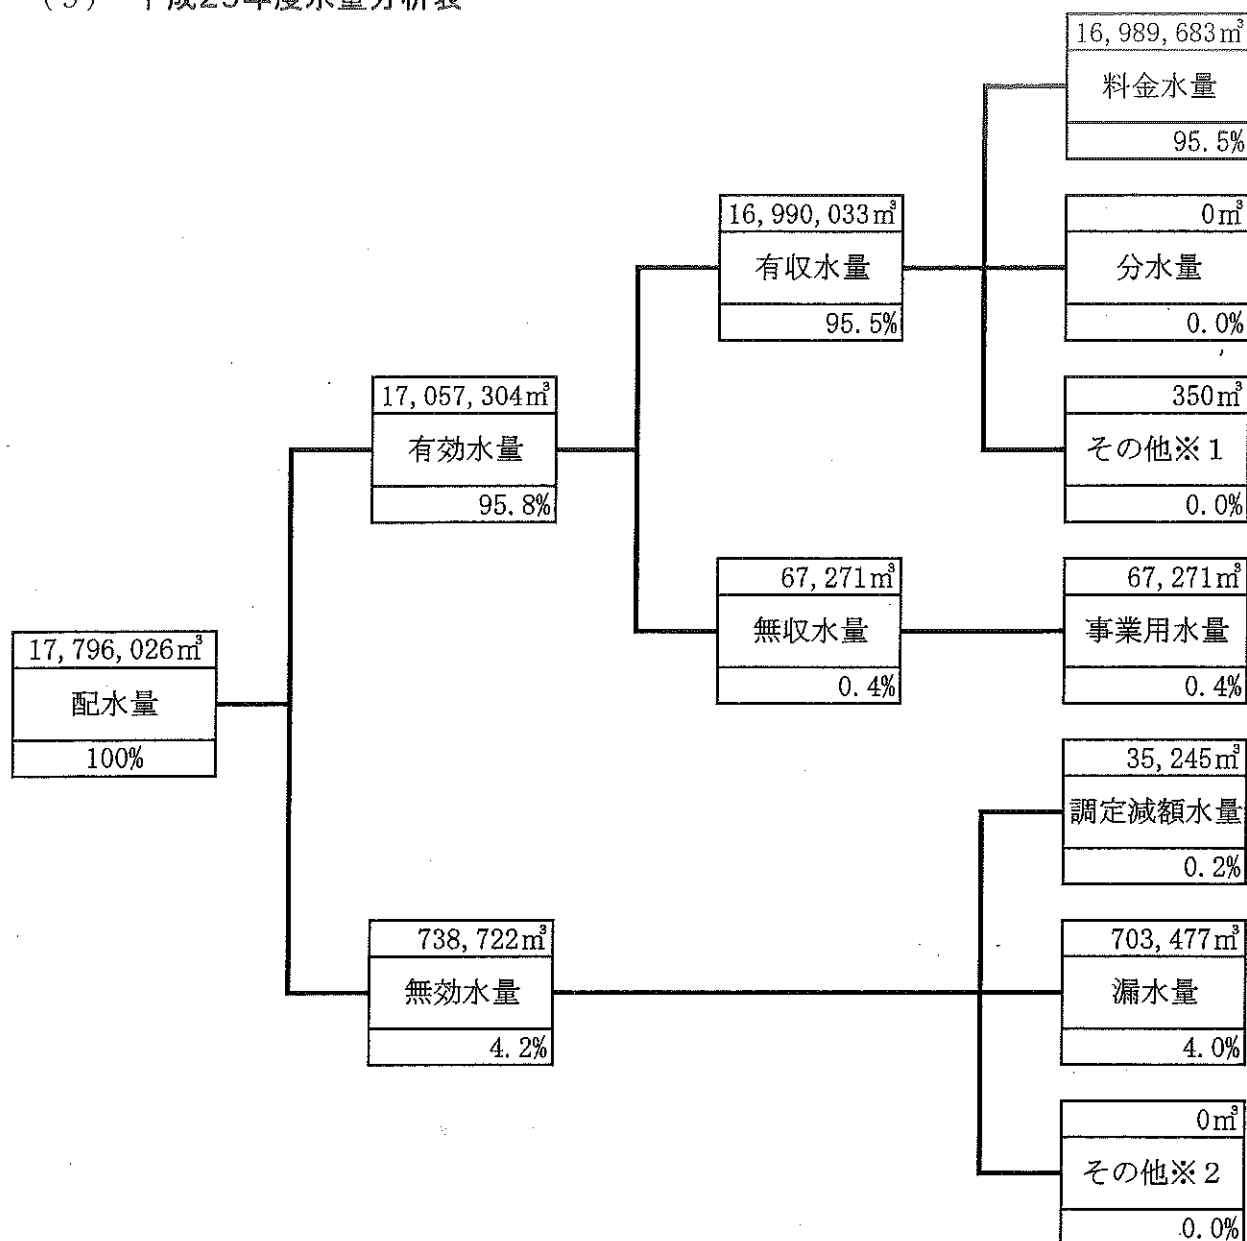 (3) 平成25年度水量分析表
16,989,683㎥
料金水量
95.5%
16,990,033㎥
有収水量
95.5%
0㎥
分水量
0.0%
17,057,304㎥
有効水量
95.8%
350㎥
その他※1
0.0%
67,271㎥
無収水量
0.4%
67,271㎥
事業用水量
0.4%
17,796,026㎥
配水量
100%
35,245㎥
調定減額水量
0.2%
738,722㎥
無効水量
4.2%
703,477㎥
漏水量
4.0%
0㎥
その他※2
0.0%